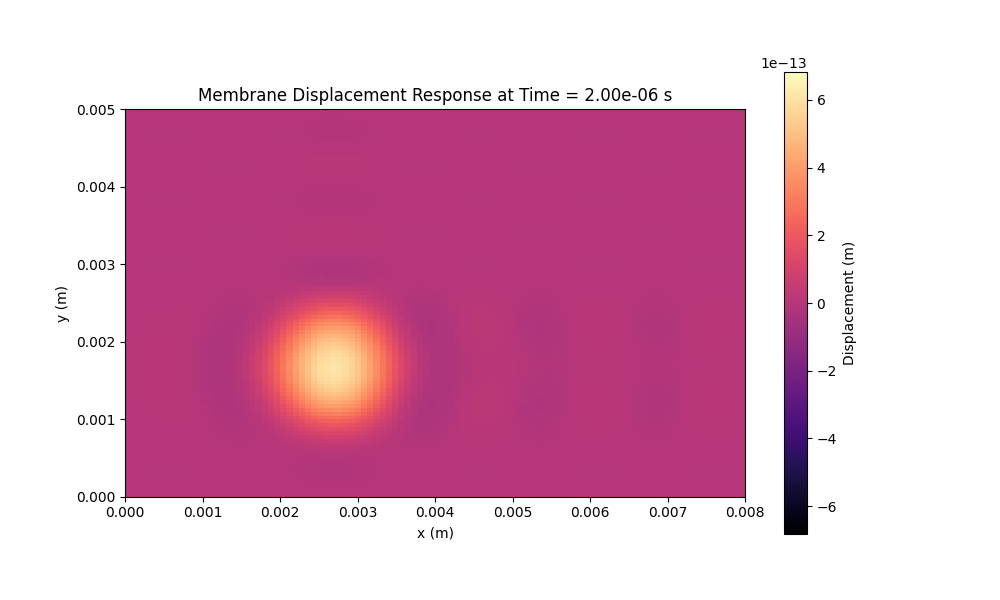 1e−13
Membrane Displacement Response at Time = 2.00e-06 s
0.005
0.004
0.003
0.002
0.001
0.000
y (m)
0.000 0.001 0.002 0.003 0.004 0.005 0.006 0.007 0.008
x (m)
6
4
2
0
−2
−4
−6
Displacement (m)